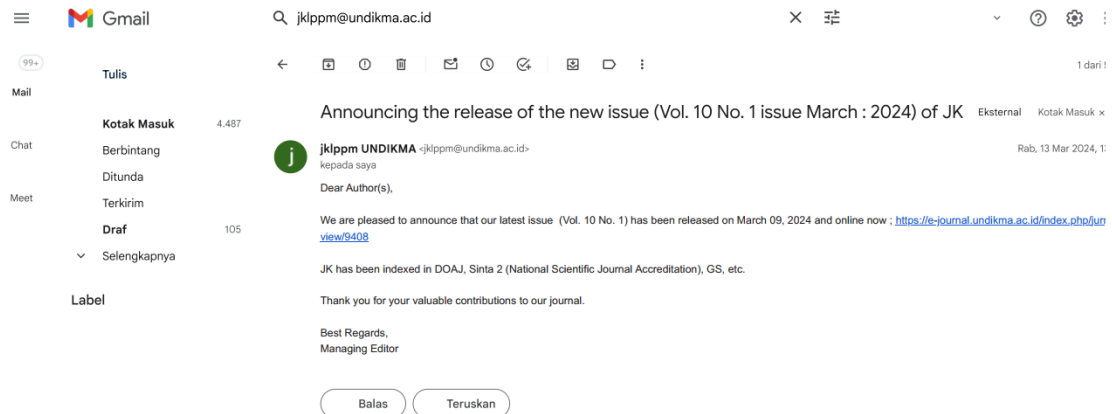 Gmail
jklppm@undikma.ac.id
99+
Mail
Chat
Meet
Tulis
Kotak Masuk 4.487
Berbintang
Ditunda
Terkirim
Draf 105
Selengkapnya
Label
1 dari
Announcing the release of the new issue (Vol. 10 No. 1 issue March : 2024) of JK Eksternal Kotak Masuk ×
j
jklppm UNDIKMA <jklppm@undikma.ac.id> Rab, 13 Mar 2024,
kepada saya
Dear Author(s),
We are pleased to announce that our latest issue (Vol. 10 No. 1) has been released on March 09, 2024 and online now ; https://e-journal.undikma.ac.id/index.php/jur
view/9408
JK has been indexed in DOAJ, Sinta 2 (National Scientific Journal Accreditation), GS, etc.
Thank you for your valuable contributions to our journal.
Best Regards,
Managing Editor
Balas Teruskan